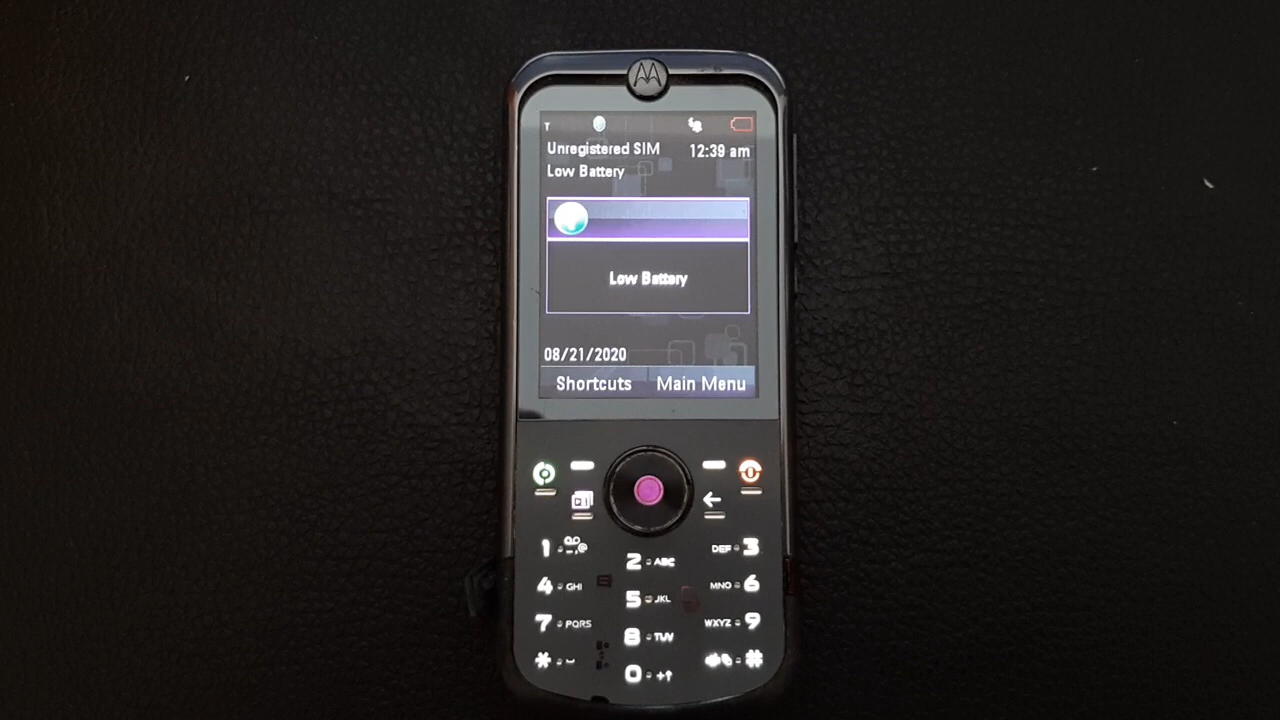 Unregistered SIM 12:39 am
Low Battery
Low Battery
08/21/2020
Shortcuts Main Menu
1
2 ABC
DEF 3
4 GHI
5 JKL
MNO 6
7 PQRS
8 TUV
WXYZ 9
*
0 +
#